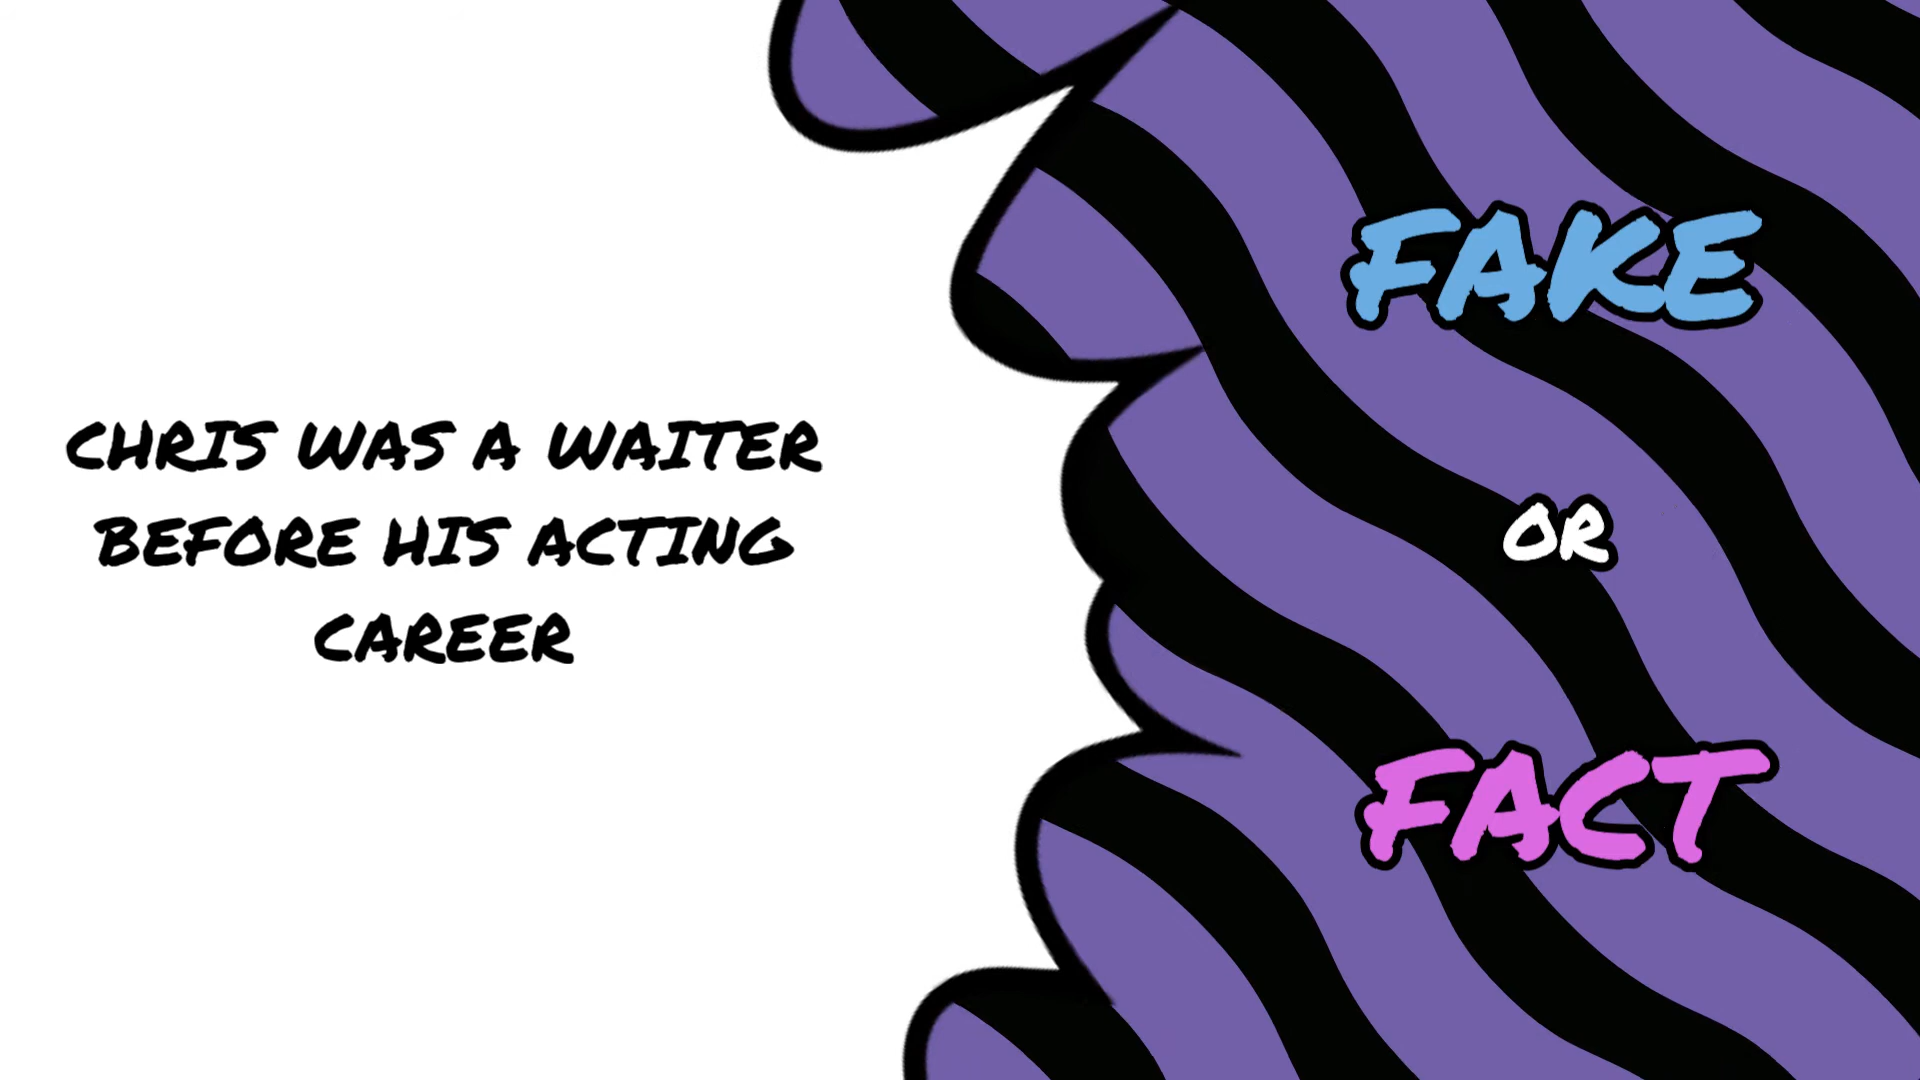 CHRIS WAS A WAITER
BEFORE HIS ACTING
CAREER
FAKE
OR
FACT